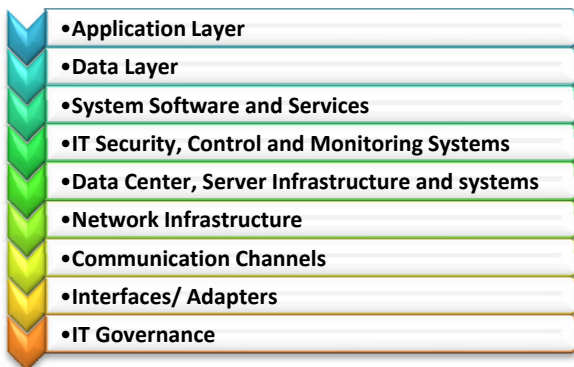 •Application Layer
•Data Layer
•System Software and Services
•IT Security, Control and Monitoring Systems
•Data Center, Server Infrastructure and systems
•Network Infrastructure
•Communication Channels
•Interfaces/ Adapters
•IT Governance